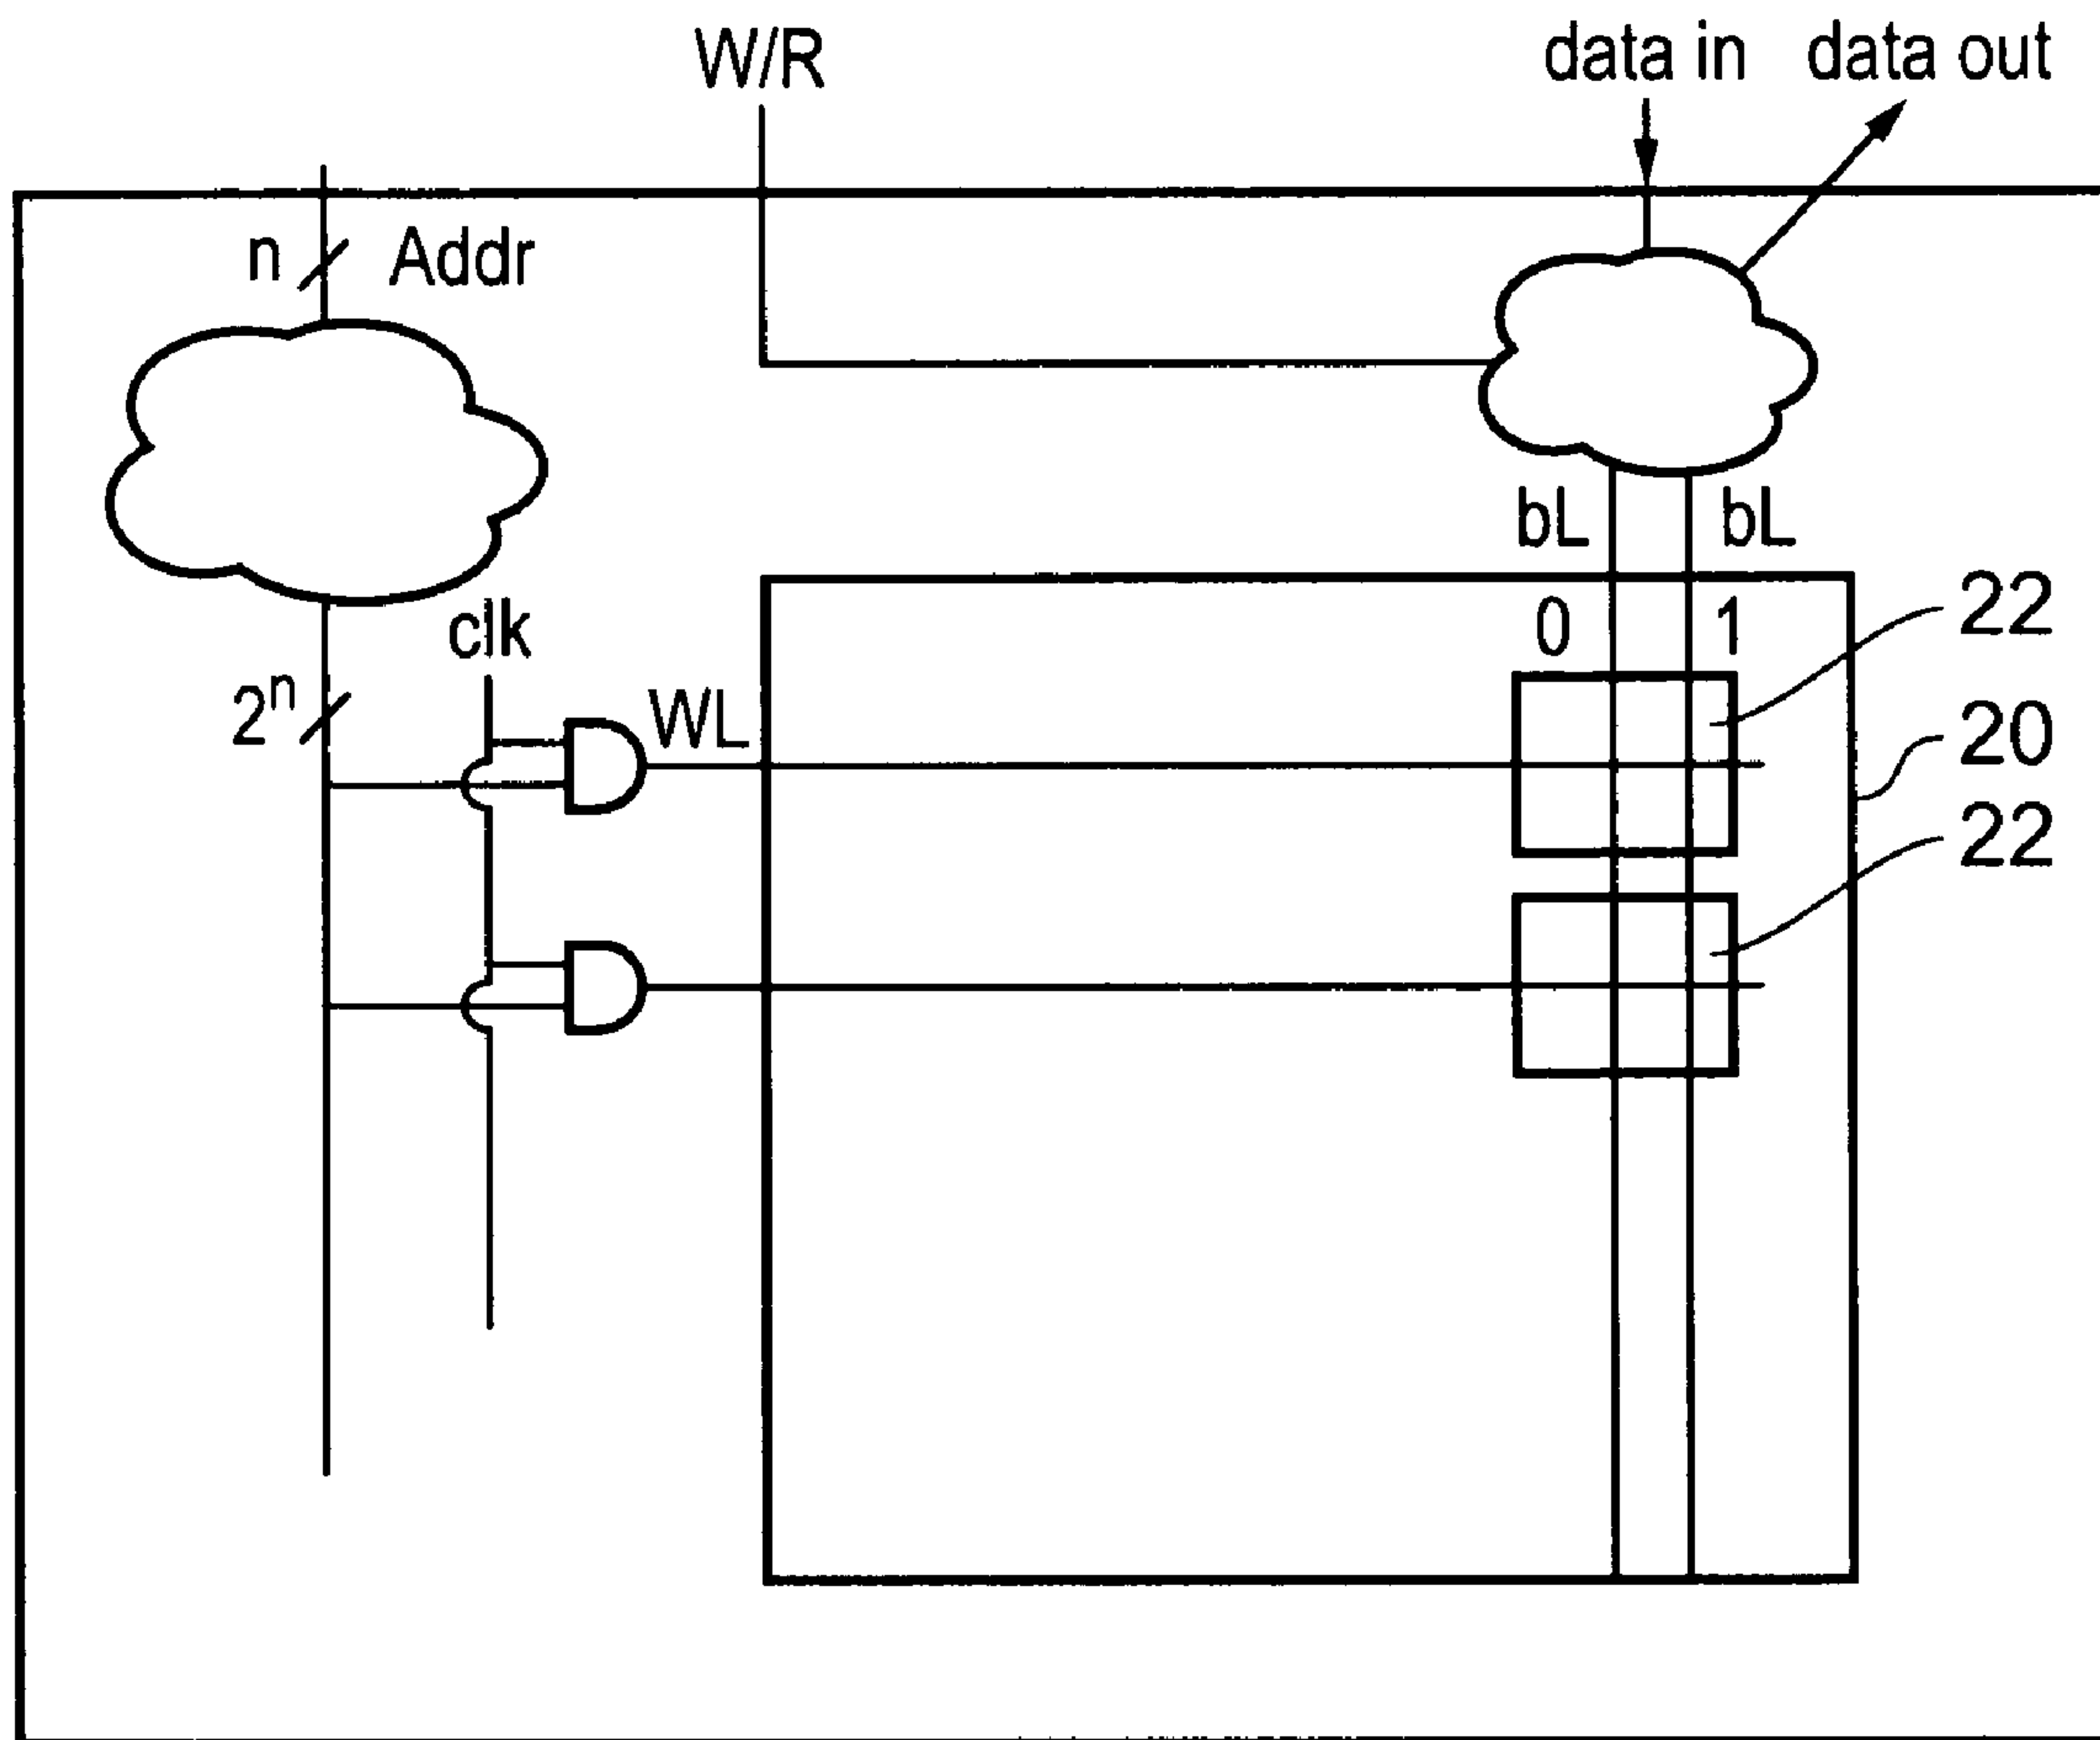 W/R
data in
data out
n
Addr
bL
bL
clk
0
1
22
2ⁿ
WL
20
22